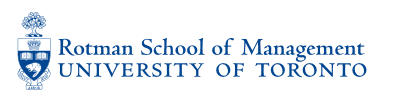 Rotman School of Management
UNIVERSITY OF TORONTO